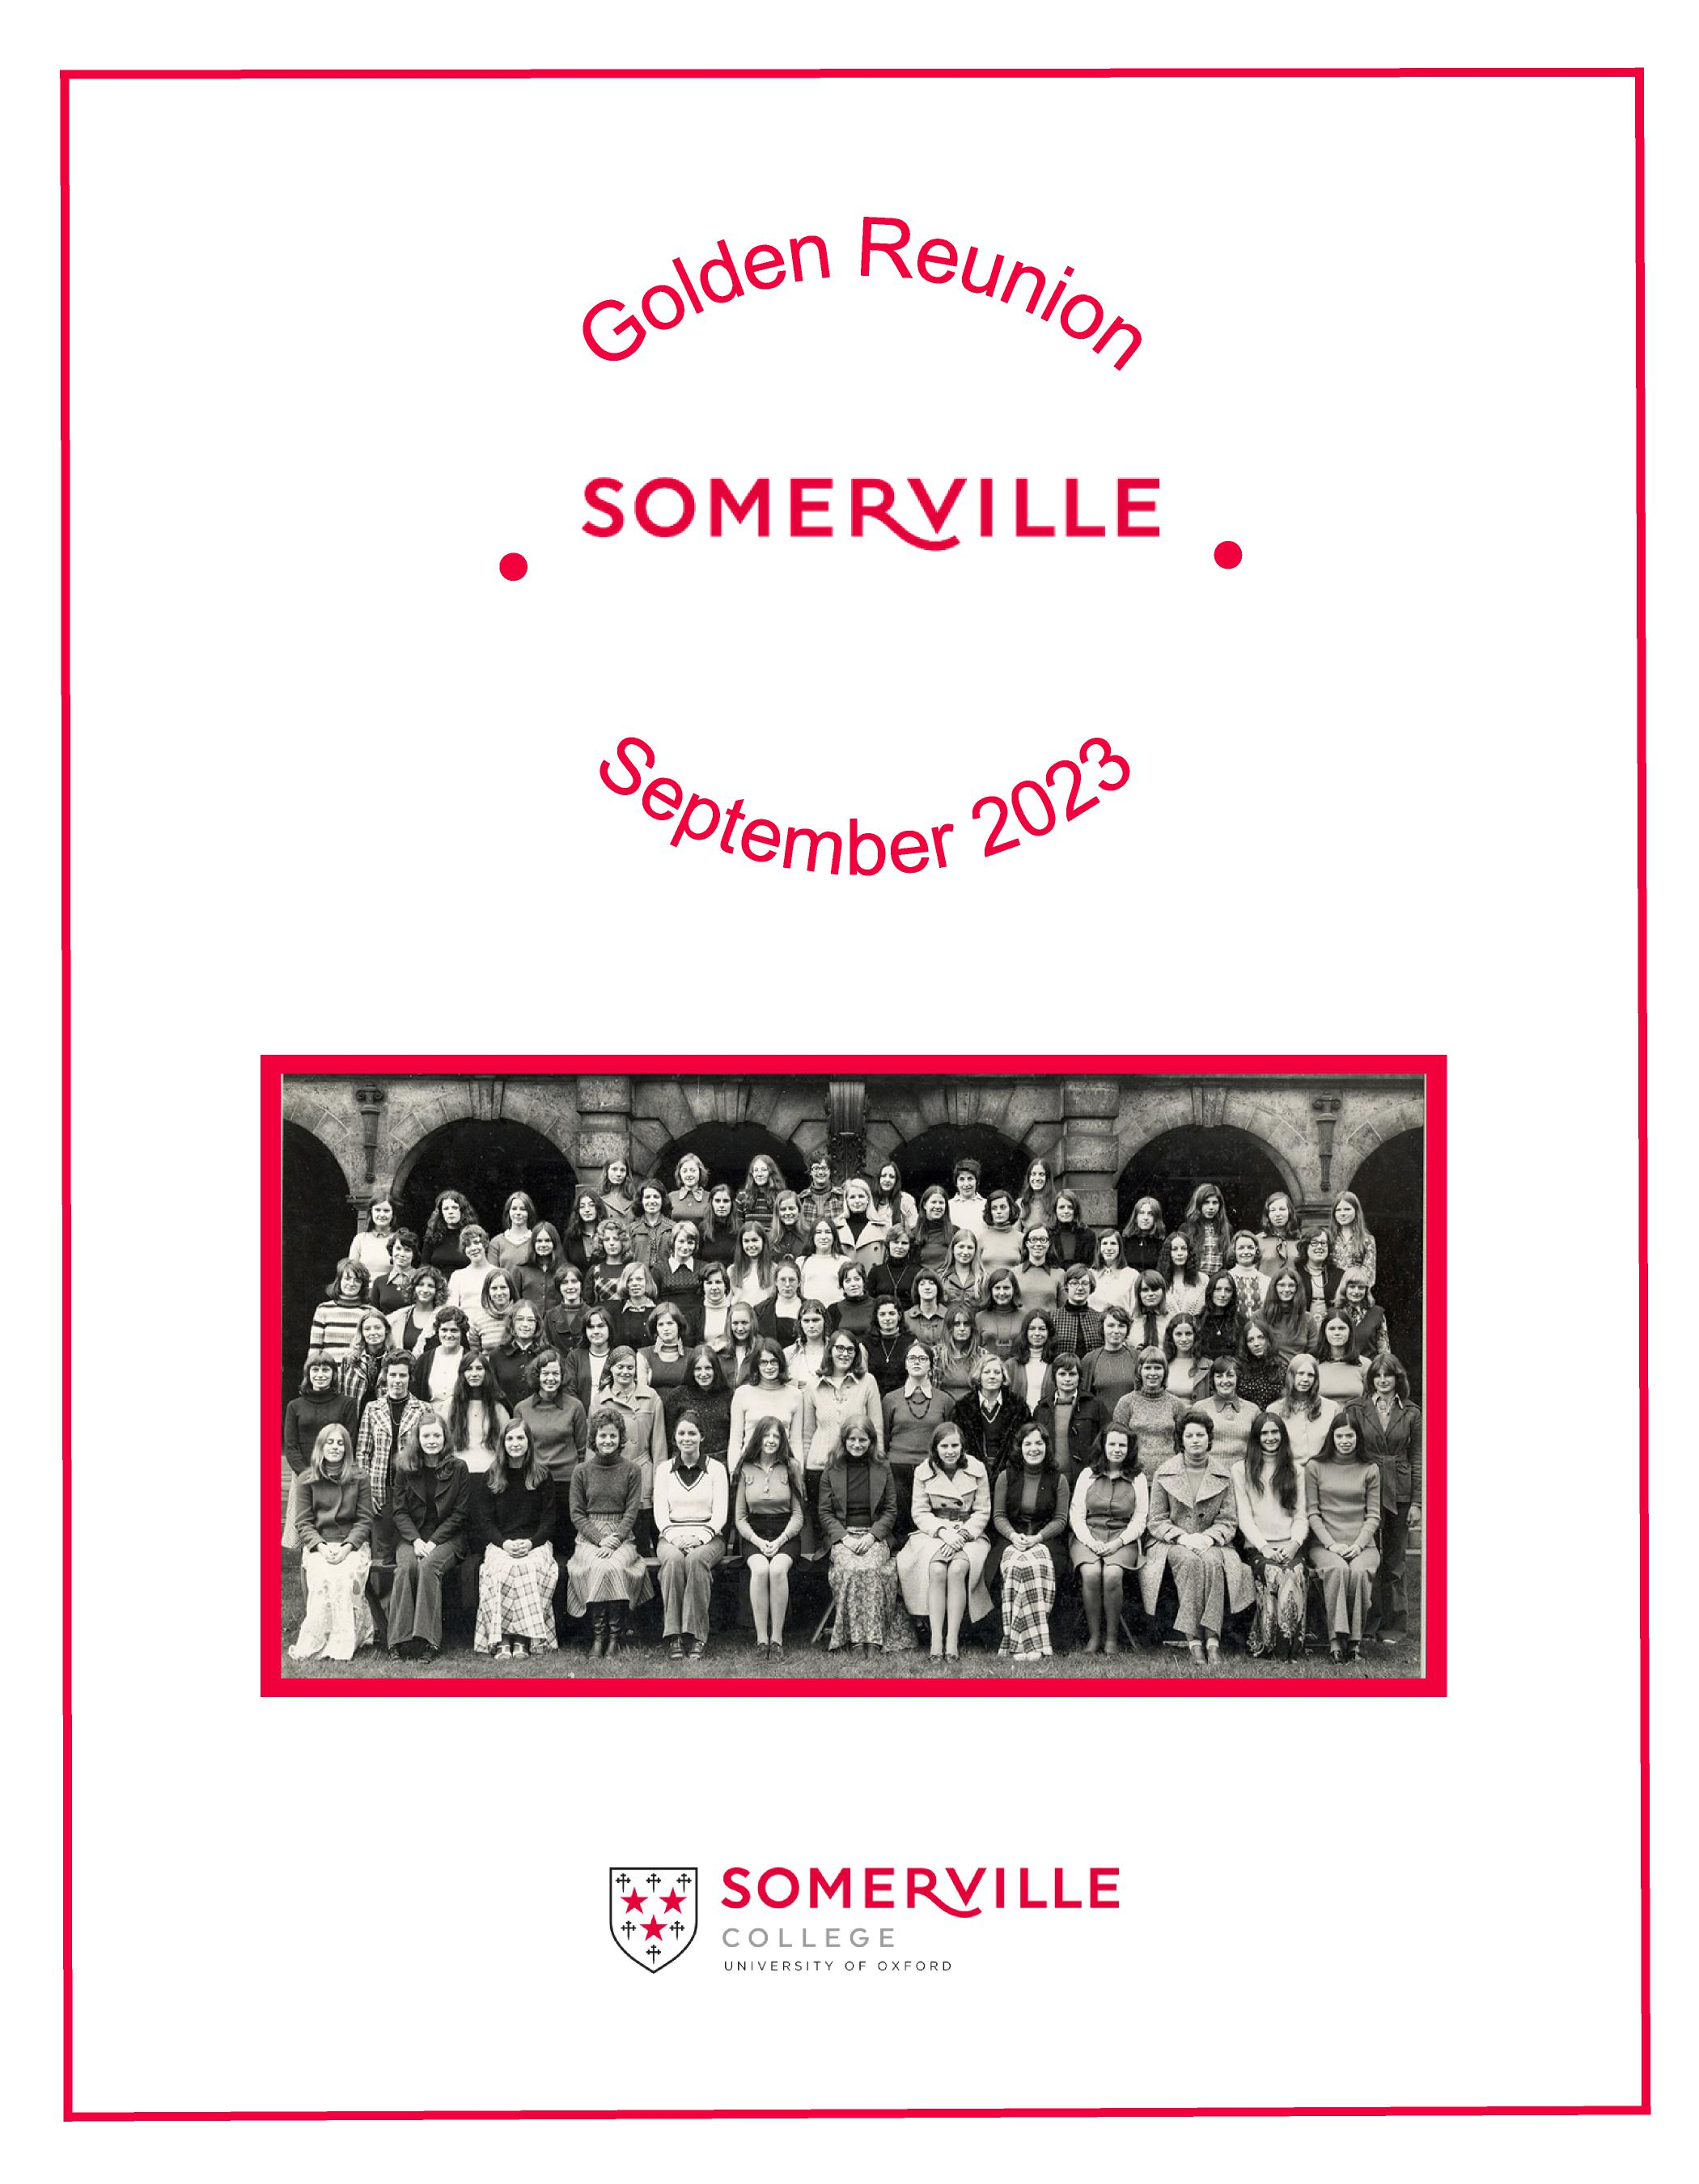 Golden Reunion
SOMERVILLE
September 2023
SOMERVILLE
COLLEGE
UNIVERSITY OF OXFORD